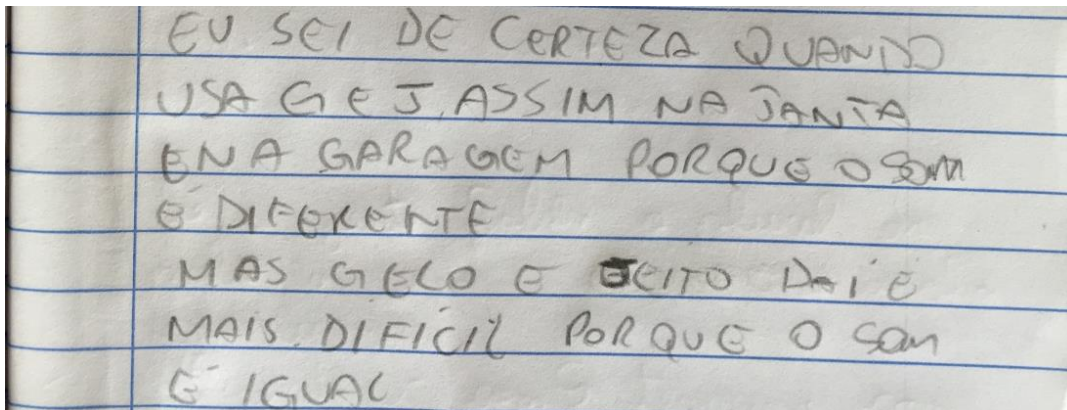 EU SEI DE CERTEZA QUANDO
USA G E J. ASSIM NA JANTA
E NA GARAGEM PORQUE O SOM
É DIFERENTE
MAS GELO E JEITO DAI É
MAIS DIFICIL PORQUE O SOM
É IGUAL